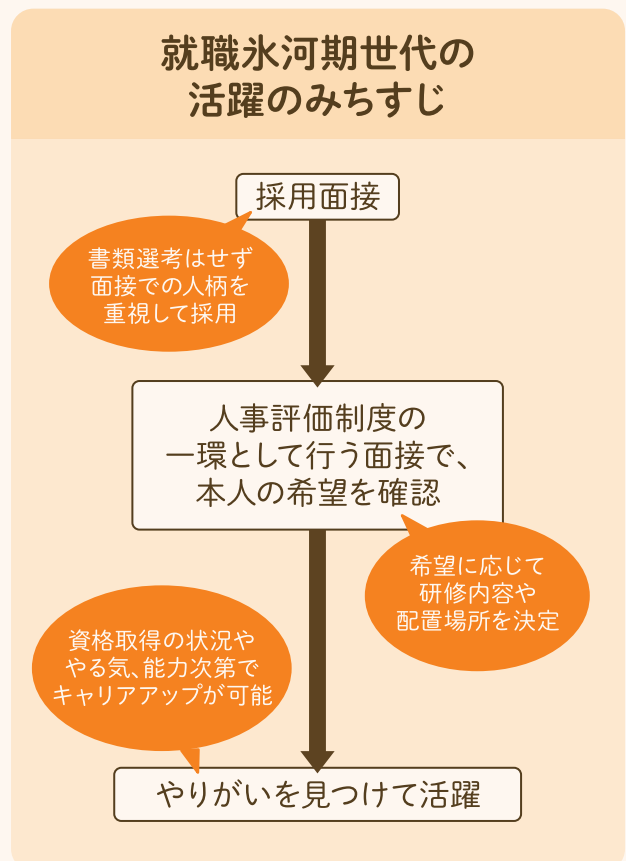 就職氷河期世代の
活躍のみちすじ
採用面接
書類選考はせず
面接での人柄を
重視して採用
人事評価制度の
一環として行う面接で、
本人の希望を確認
希望に応じて
研修内容や
配置場所を決定
資格取得の状況や
やる気、能力次第で
キャリアアップが可能
やりがいを見つけて活躍